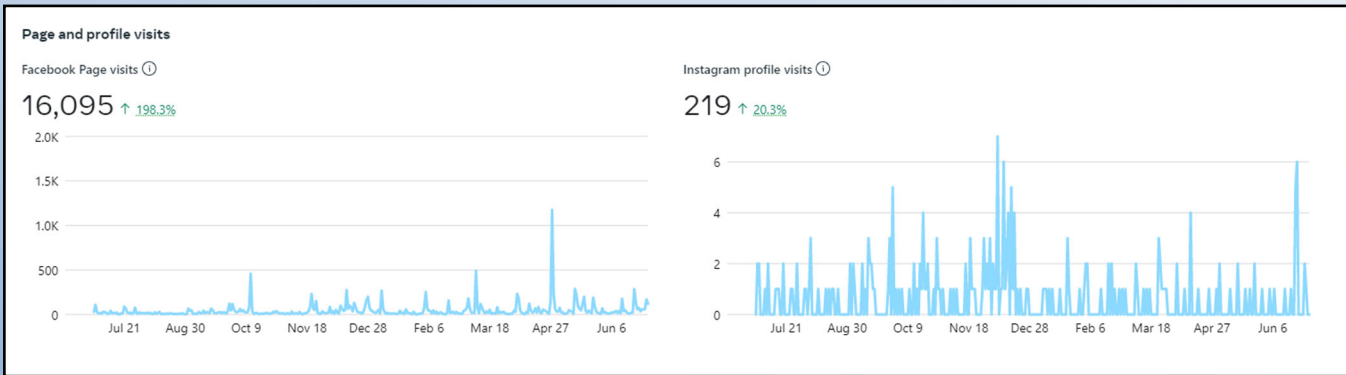 Page and profile visits
Facebook Page visits
16,095 ↑ 198.3%
2.0K
1.5K
1.0K
500
0
Jul 21 Aug 30 Oct 9 Nov 18 Dec 28 Feb 6 Mar 18 Apr 27 Jun 6
Instagram profile visits
219 ↑ 20.3%
6
4
2
0
Jul 21 Aug 30 Oct 9 Nov 18 Dec 28 Feb 6 Mar 18 Apr 27 Jun 6